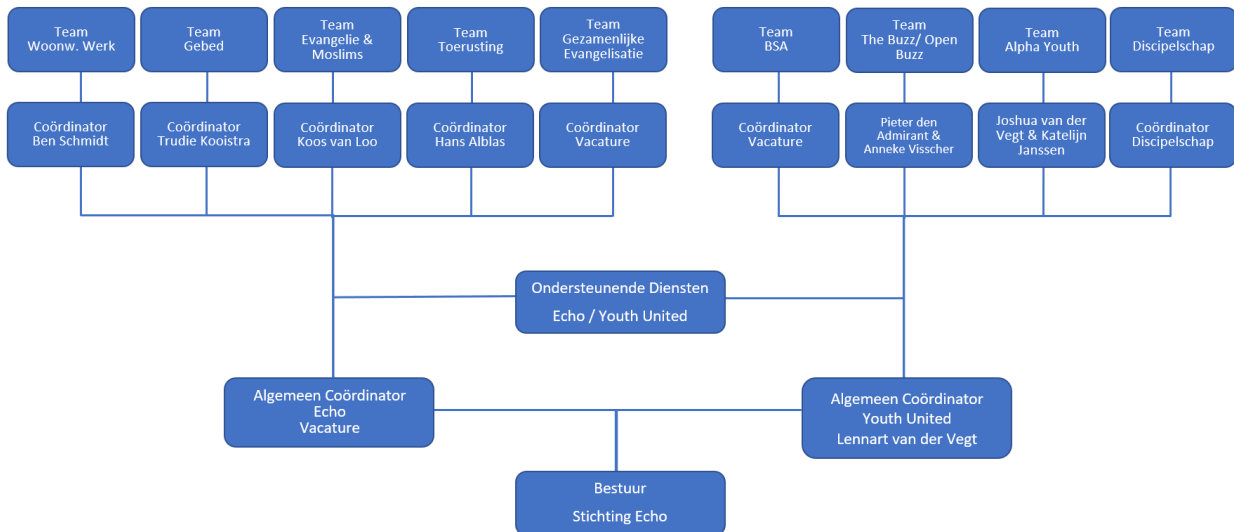 Team
Woonw. Werk
Team
Gebed
Team
Evangelie &
Moslims
Team
Toerusting
Team
Gezamenlijke
Evangelisatie
Team
BSA
Team
The Buzz/ Open
Buzz
Team
Alpha Youth
Team
Discipelschap
Coördinator
Ben Schmidt
Coördinator
Trudie Kooistra
Coördinator
Koos van Loo
Coördinator
Hans Alblas
Coördinator
Vacature
Coördinator
Vacature
Pieter den
Admirant &
Anneke Visscher
Joshua van der
Vegt & Katelijn
Janssen
Coördinator
Discipelschap
Ondersteunende Diensten
Echo / Youth United
Algemeen Coördinator
Echo
Vacature
Algemeen Coördinator
Youth United
Lennart van der Vegt
Bestuur
Stichting Echo